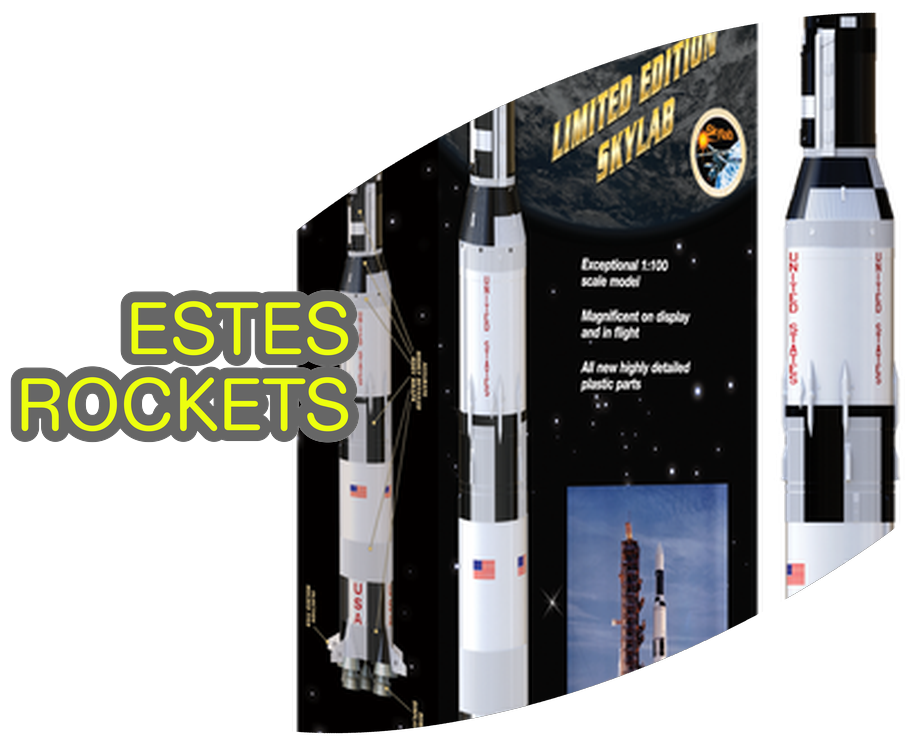 LIMITED EDITION
SKYLAB
Skylab
Exceptional 1:100
scale model
Magnificent on display
and in flight
All new highly detailed
plastic parts
ESTES
ROCKETS
UNITED STATES
UNITED STATES
UNITED STATES
USA